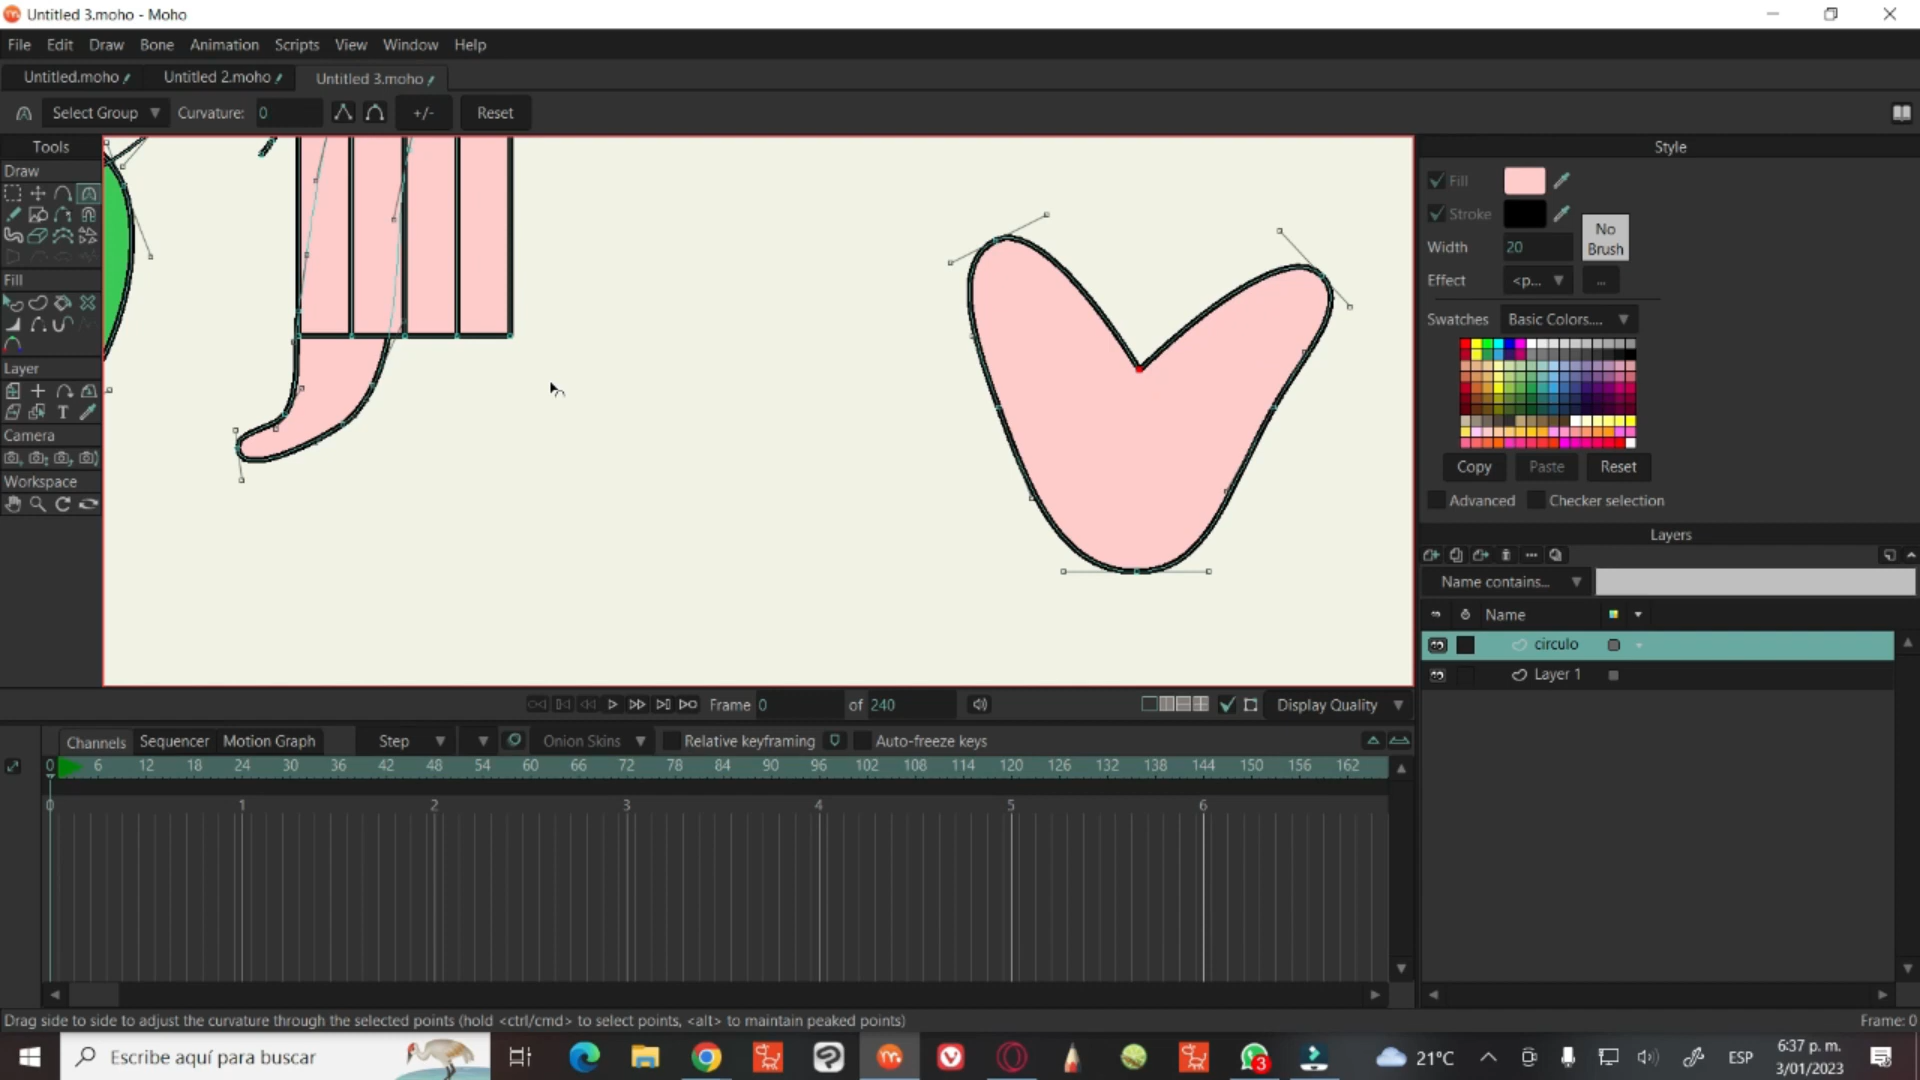 Untitled 3.moho - Moho
File Edit Draw Bone Animation Scripts View Window Help
Untitled.moho Untitled 2.moho Untitled 3.moho
Select Group Curvature: 0 +/- Reset
Tools
Draw
Fill
Layer
T
Camera
Workspace
Style
Fill
Stroke
No Brush
Width 20
Effect <p... ...
Swatches Basic Colors....
Copy Paste Reset
Advanced Checker selection
Layers
Name contains...
Name
circulo
Layer 1
Frame 0 of 240 Display Quality
Channels Sequencer Motion Graph Step Onion Skins Relative keyframing Auto-freeze keys
0 6 12 18 24 30 36 42 48 54 60 66 72 78 84 90 96 102 108 114 120 126 132 138 144 150 156 162
0 1 2 3 4 5 6
Drag side to side to adjust the curvature through the selected points (hold <ctrl/cmd> to select points, <alt> to maintain peaked points) Frame: 0
Escribe aquí para buscar 3 21°C ESP 6:37 p. m.
3/01/2023